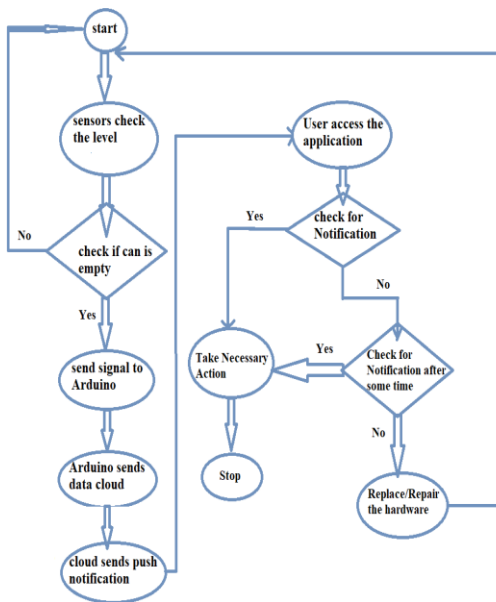 start
sensors check
the level
No
check if can is
empty
Yes
send signal to
Arduino
Arduino sends
data cloud
cloud sends push
notification
User access the
application
Yes
check for
Notification
No
Take Necessary
Action
Yes
Check for
Notification after
some time
Stop
No
Replace/Repair
the hardware